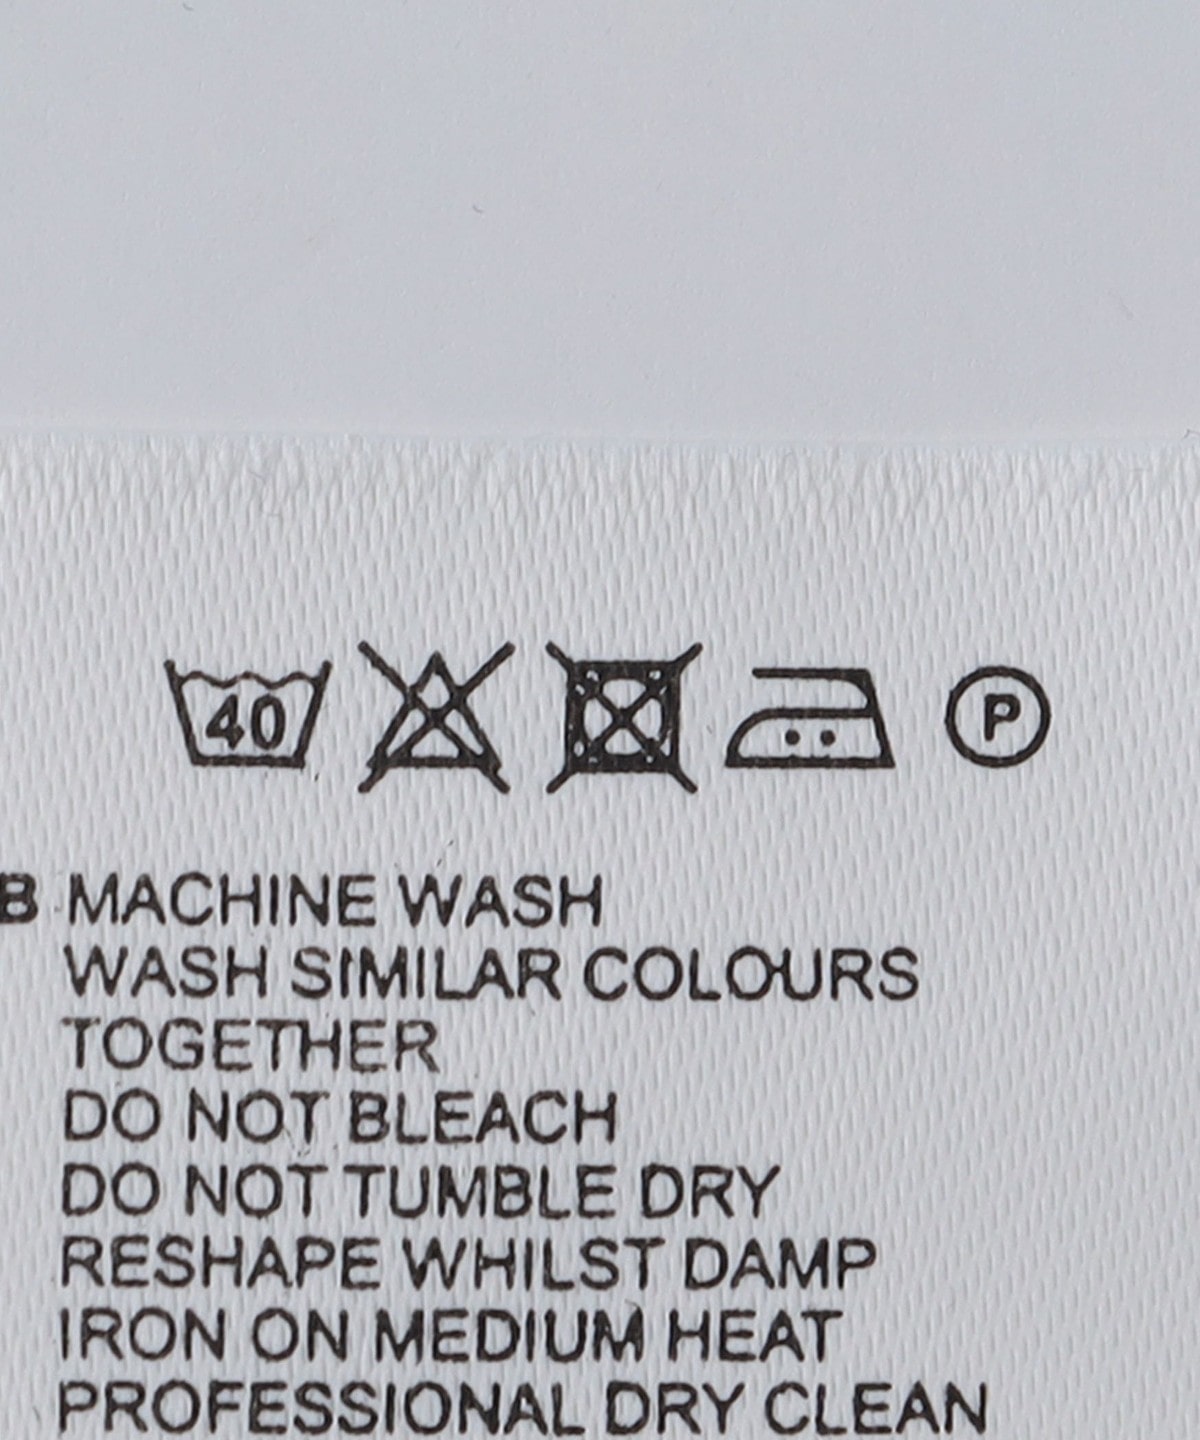 40 P
B MACHINE WASH
WASH SIMILAR COLOURS
TOGETHER
DO NOT BLEACH
DO NOT TUMBLE DRY
RESHAPE WHILST DAMP
IRON ON MEDIUM HEAT
PROFESSIONAL DRY CLEAN